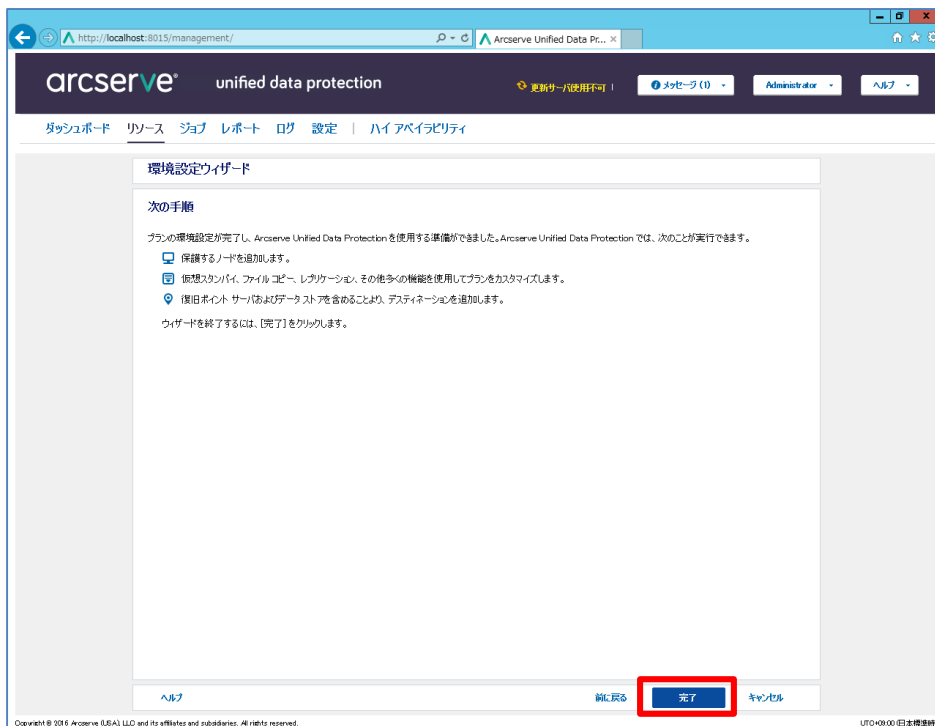 http://localhost:8015/management/
Arcserve Unified Data Pr...
arcserve® unified data protection
更新サーバ使用不可 |
メッセージ (1)
Administrator
ヘルプ
ダッシュボード リソース ジョブ レポート ログ 設定 | ハイ アベイラビリティ
環境設定ウィザード
次の手順
プランの環境設定が完了し、Arcserve Unified Data Protection を使用する準備ができました。Arcserve Unified Data Protection では、次のことが実行できます。
保護するノードを追加します。
仮想スタンバイ、ファイル コピー、レプリケーション、その他多くの機能を使用してプランをカスタマイズします。
復旧ポイント サーバおよびデータ ストアを含めることより、デスティネーションを追加します。
ウィザードを終了するには、[完了]をクリックします。
ヘルプ 前に戻る 完了 キャンセル
Copyright © 2016 Arcserve (USA), LLC and its affiliates and subsidiaries. All rights reserved.
UTC+09:00 (日本標準時